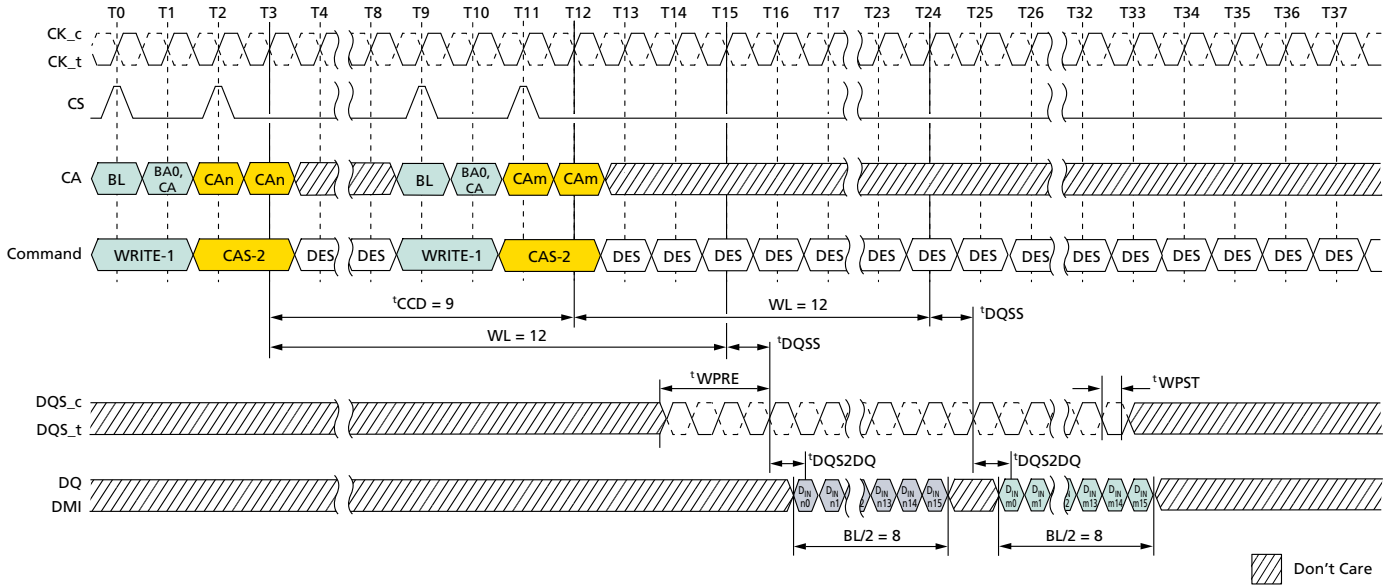 T0 T1 T2 T3 T4 T8 T9 T10 T11 T12 T13 T14 T15 T16 T17 T23 T24 T25 T26 T32 T33 T34 T35 T36 T37
CK_c
CK_t
CS
CA BL BA0, CA CAn CAn BL BA0, CA CAm CAm
Command WRITE-1 CAS-2 DES DES WRITE-1 CAS-2 DES DES DES DES DES DES DES DES DES DES DES DES DES DES DES
tCCD = 9 WL = 12 tDQSS
WL = 12 tDQSS
tWPRE tWPST
DQS_c
DQS_t
tDQS2DQ tDQS2DQ
DQ
DMI
DIN n0 DIN n1 DIN n13 DIN n14 DIN n15 DIN m0 DIN m1 DIN m13 DIN m14 DIN m15
BL/2 = 8 BL/2 = 8
Don't Care